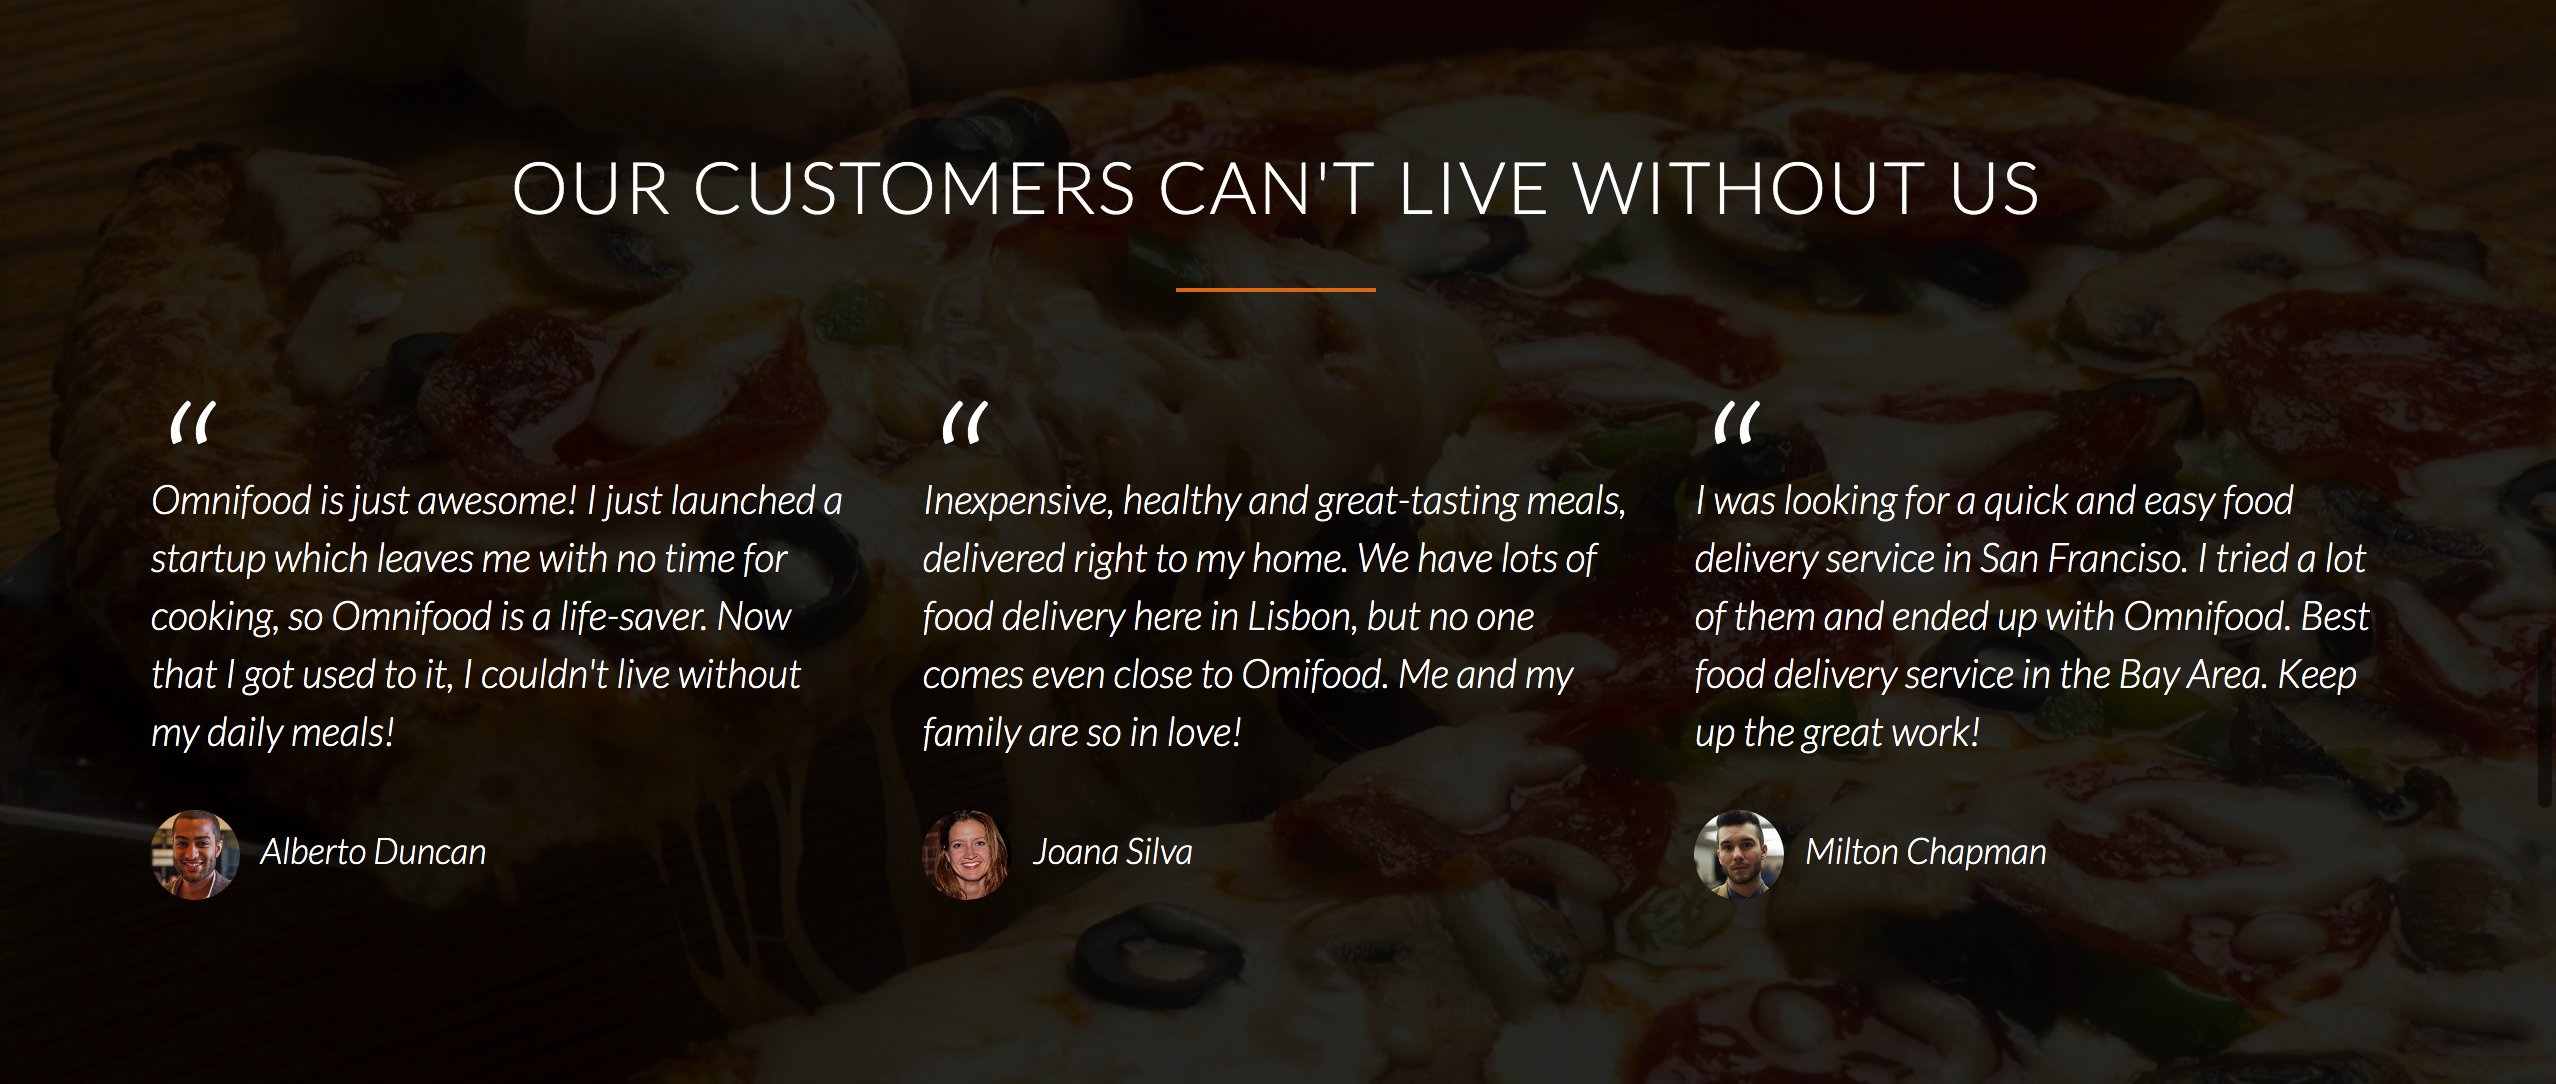 OUR CUSTOMERS CAN'T LIVE WITHOUT US
“
Omnifood is just awesome! I just launched a
startup which leaves me with no time for
cooking, so Omnifood is a life-saver. Now
that I got used to it, I couldn't live without
my daily meals!
Alberto Duncan
“
Inexpensive, healthy and great-tasting meals,
delivered right to my home. We have lots of
food delivery here in Lisbon, but no one
comes even close to Omifood. Me and my
family are so in love!
Joana Silva
“
I was looking for a quick and easy food
delivery service in San Franciso. I tried a lot
of them and ended up with Omnifood. Best
food delivery service in the Bay Area. Keep
up the great work!
Milton Chapman